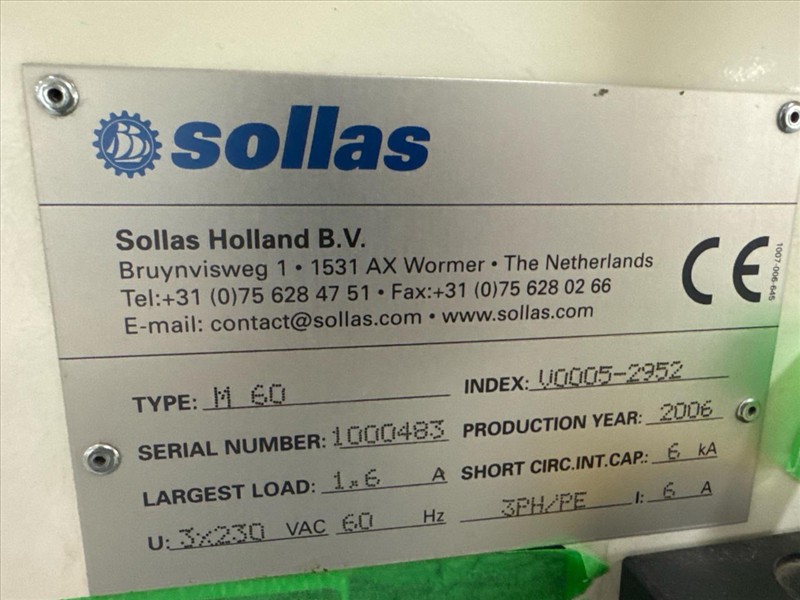 sollas
Sollas Holland B.V.
Bruynvisweg 1 • 1531 AX Wormer • The Netherlands
Tel:+31 (0)75 628 47 51 • Fax:+31 (0)75 628 02 66
E-mail: contact@sollas.com • www.sollas.com
CE
1007-006-645
TYPE: M 60 INDEX: V0005-2952
SERIAL NUMBER: 1000483 PRODUCTION YEAR: 2006
LARGEST LOAD: 1*6 A SHORT CIRC.INT.CAP.: 6 kA
U: 3x230 VAC 60 Hz 3PH/PE I: 6 A